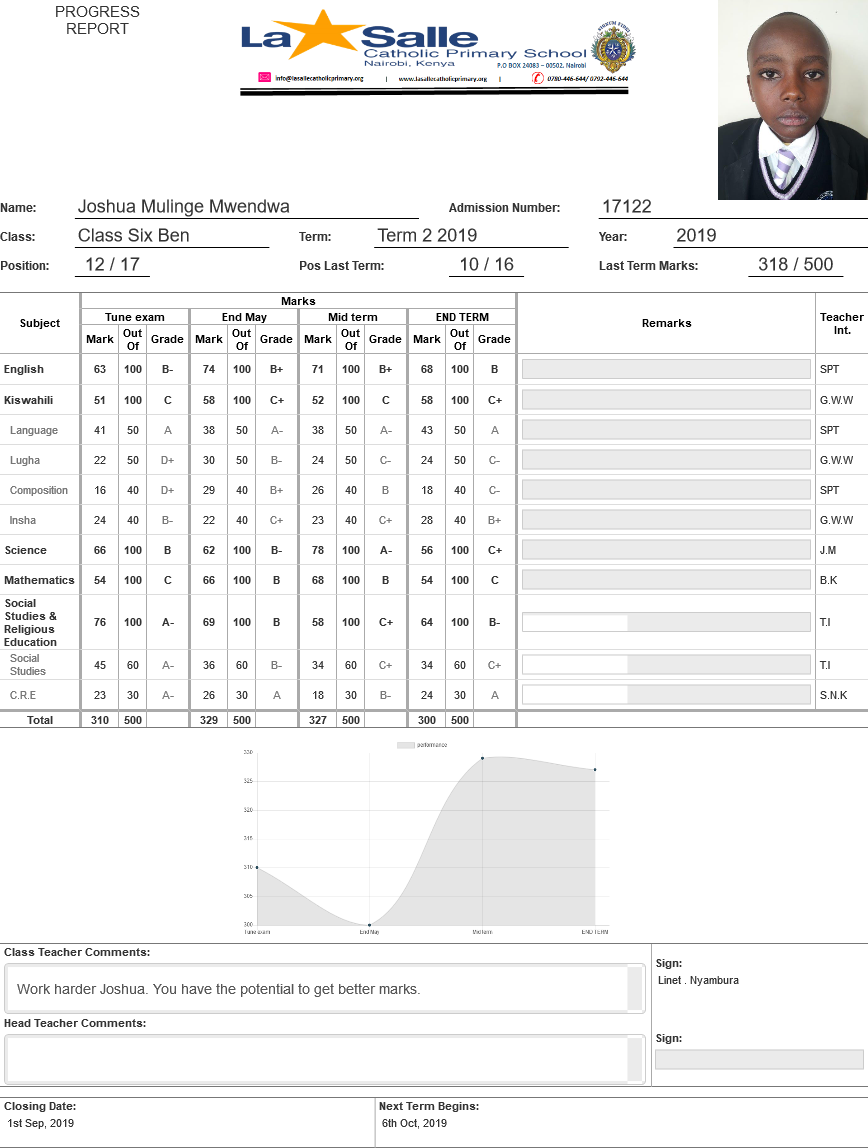 PROGRESS
REPORT
La Salle
Catholic Primary School
Nairobi, Kenya
P.O BOX 24083 – 00502, Nairobi
info@lasallecatholicprimary.org | www.lasallecatholicprimary.org | 0780-446-644/ 0792-446-644
Name: Joshua Mulinge Mwendwa Admission Number: 17122
Class: Class Six Ben Term: Term 2 2019 Year: 2019
Position: 12 / 17 Pos Last Term: 10 / 16 Last Term Marks: 318 / 500
Subject Marks Remarks Teacher Int.
Tune exam End May Mid term END TERM
Mark Out Of Grade Mark Out Of Grade Mark Out Of Grade Mark Out Of Grade
English 63 100 B- 74 100 B+ 71 100 B+ 68 100 B SPT
Kiswahili 51 100 C 58 100 C+ 52 100 C 58 100 C+ G.W.W
Language 41 50 A 38 50 A- 38 50 A- 43 50 A SPT
Lugha 22 50 D+ 30 50 B- 24 50 C- 24 50 C- G.W.W
Composition 16 40 D+ 29 40 B+ 26 40 B 18 40 C- SPT
Insha 24 40 B- 22 40 C+ 23 40 C+ 28 40 B+ G.W.W
Science 66 100 B 62 100 B- 78 100 A- 56 100 C+ J.M
Mathematics 54 100 C 66 100 B 68 100 B 54 100 C B.K
Social Studies & Religious Education 76 100 A- 69 100 B 58 100 C+ 64 100 B- T.I
Social Studies 45 60 A- 36 60 B- 34 60 C+ 34 60 C+ T.I
C.R.E 23 30 A- 26 30 A 18 30 B- 24 30 A S.N.K
Total 310 500 329 500 327 500 300 500
performance
330
325
320
315
310
305
300
Tune exam End May Mid term END TERM
Class Teacher Comments:
Work harder Joshua. You have the potential to get better marks.
Sign:
Linet . Nyambura
Head Teacher Comments:
Sign:
Closing Date: Next Term Begins:
1st Sep, 2019 6th Oct, 2019